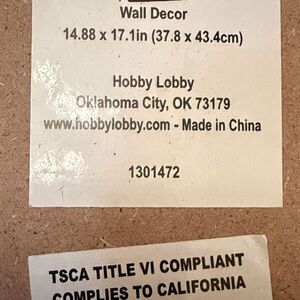 Wall Decor
14.88 x 17.1in (37.8 x 43.4cm)
Hobby Lobby
Oklahoma City, OK 73179
www.hobbylobby.com - Made in China
1301472
TSCA TITLE VI COMPLIANT
COMPLIES TO CALIFORNIA